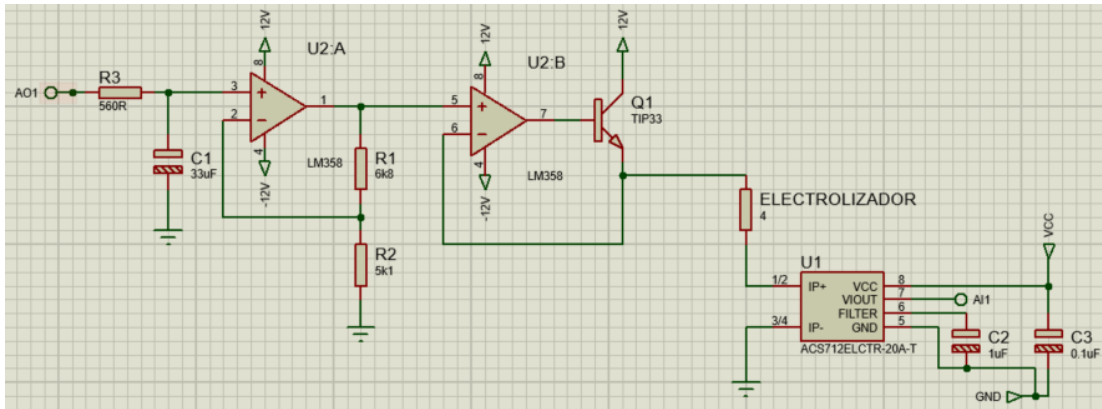 AO1
R3
560R
C1
33uF
U2:A
12V
8
3
1
2
4
-12V
LM358
R1
6k8
R2
5k1
U2:B
12V
8
5
7
6
4
-12V
LM358
12V
Q1
TIP33
ELECTROLIZADOR
4
U1
1/2
IP+
VCC
8
VIOUT
7
AI1
FILTER
6
3/4
IP-
GND
5
ACS712ELCTR-20A-T
C2
1uF
VCC
C3
0.1uF
GND